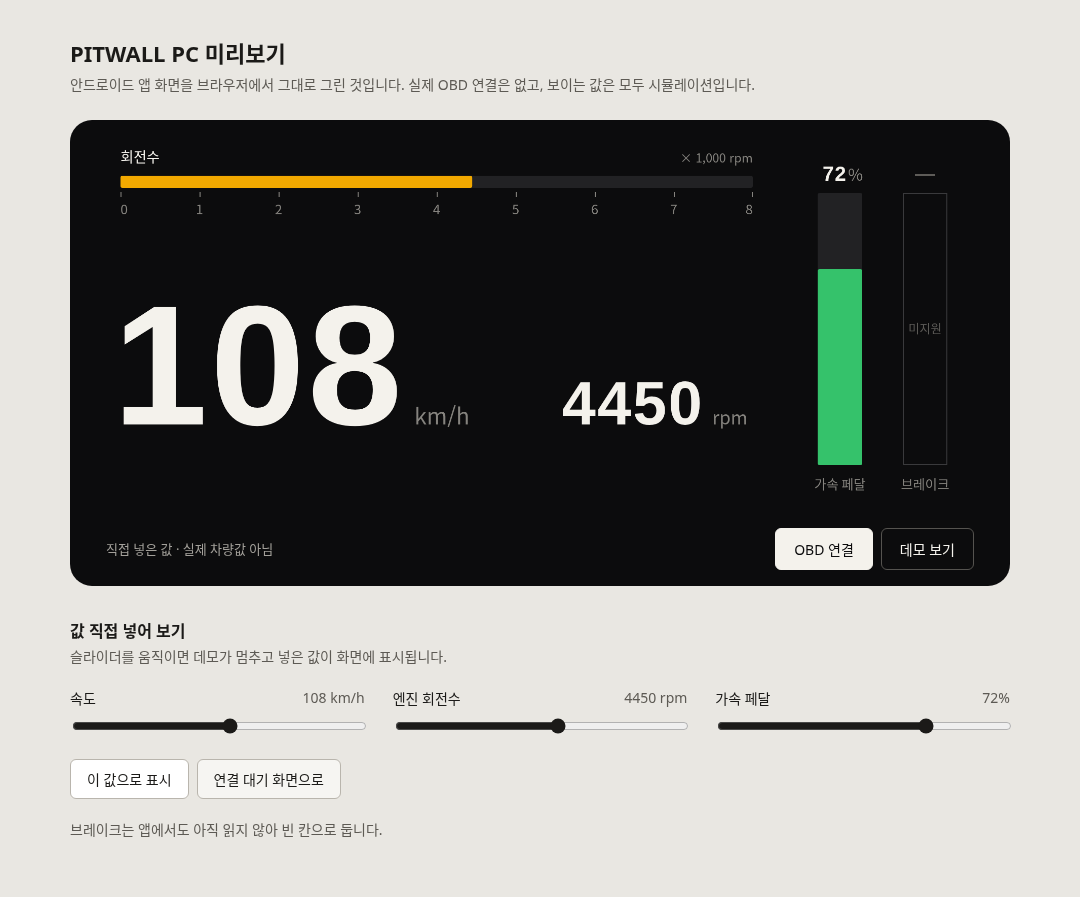 PITWALL PC 미리보기
안드로이드 앱 화면을 브라우저에서 그대로 그린 것입니다. 실제 OBD 연결은 없고, 보이는 값은 모두 시뮬레이션입니다.
회전수
× 1,000 rpm
0 1 2 3 4 5 6 7 8
72%
—
108 km/h
4450 rpm
미지원
가속 페달
브레이크
직접 넣은 값 · 실제 차량값 아님
OBD 연결
데모 보기
값 직접 넣어 보기
슬라이더를 움직이면 데모가 멈추고 넣은 값이 화면에 표시됩니다.
속도 108 km/h
엔진 회전수 4450 rpm
가속 페달 72%
이 값으로 표시
연결 대기 화면으로
브레이크는 앱에서도 아직 읽지 않아 빈 칸으로 둡니다.